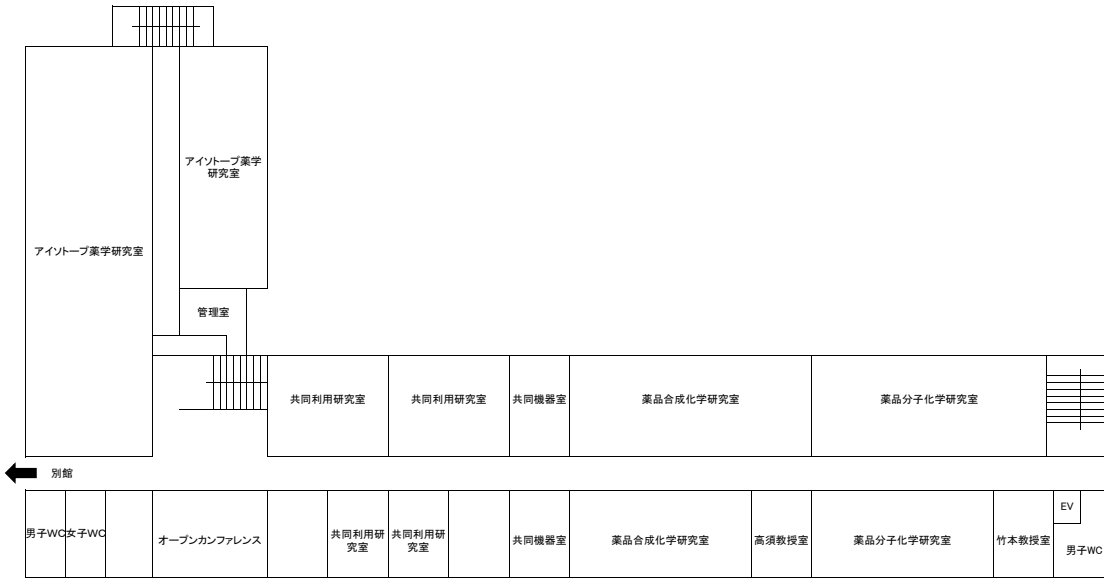 アイソトープ薬学
研究室
アイソトープ薬学研究室
管理室
共同利用研究室
共同利用研究室
共同機器室
薬品合成化学研究室
薬品分子化学研究室
別館
男子WC
女子WC
オープンカンファレンス
共同利用研
究室
共同利用研
究室
共同機器室
薬品合成化学研究室
高須教授室
薬品分子化学研究室
竹本教授室
EV
男子WC